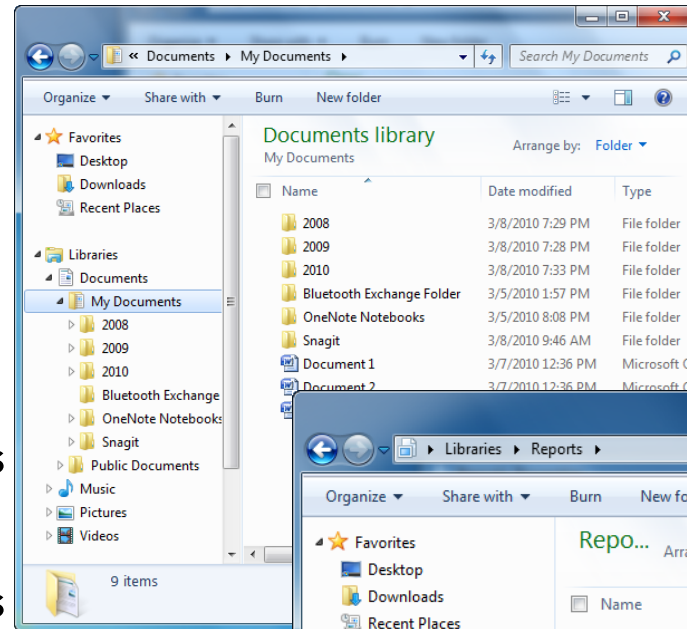 « Documents ▸ My Documents ▸
Search My Documents
Organize Share with Burn New folder
Favorites
Desktop
Downloads
Recent Places
Libraries
Documents
My Documents
2008
2009
2010
Bluetooth Exchange
OneNote Notebooks
Snagit
Public Documents
Music
Pictures
Videos
9 items
Documents library
My Documents
Arrange by: Folder
Name Date modified Type
2008 3/8/2010 7:29 PM File folder
2009 3/8/2010 7:28 PM File folder
2010 3/8/2010 7:33 PM File folder
Bluetooth Exchange Folder 3/5/2010 1:57 PM File folder
OneNote Notebooks 3/5/2010 8:08 PM File folder
Snagit 3/8/2010 9:46 AM File folder
Document 1 3/7/2010 12:36 PM Microsoft
Document 2 3/7/2010 12:36 PM Microsoft
Libraries ▸ Reports ▸
Organize Share with Burn New fo
Favorites
Desktop
Downloads
Recent Places
Repo... Arra
Name
s
s